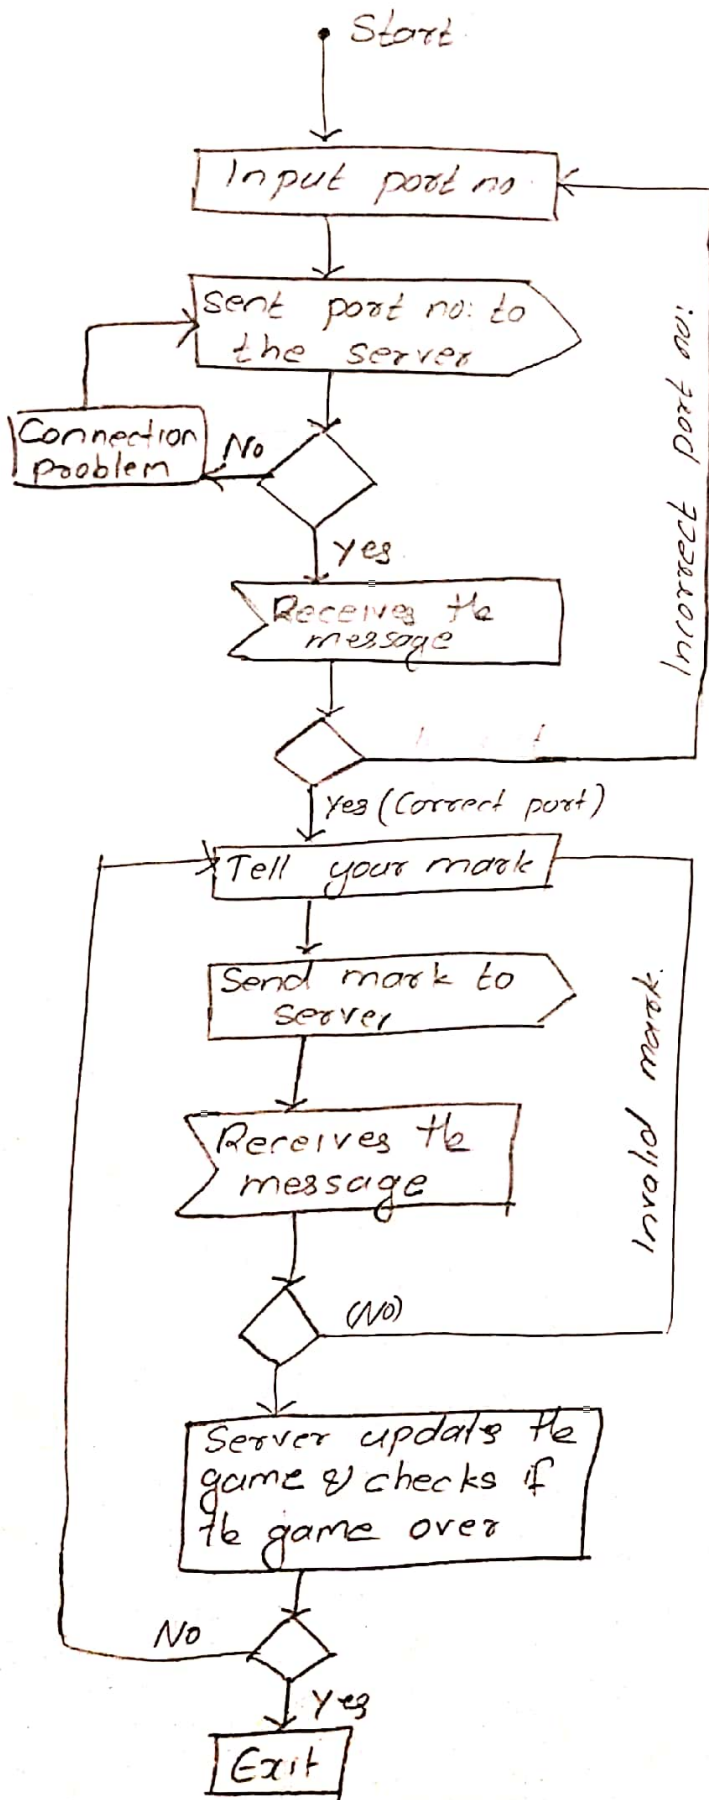 Start
Input port no.
Sent port no: to
the server
Connection
problem
No
Yes
Receives the
message
Incorrect port no:
Yes (Correct port)
Tell your mark
Send mark to
server
Receives the
message
Invalid mark.
(No)
Server updats the
game & checks if
the game over
No
Yes
Exit